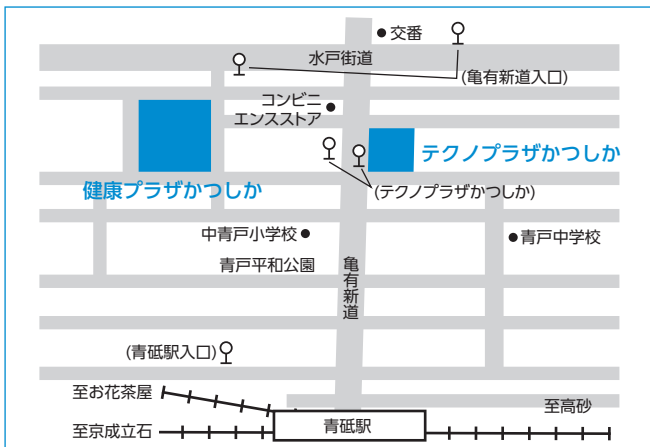 交番
水戸街道
(亀有新道入口)
コンビニ
エンスストア
テクノプラザかつしか
健康プラザかつしか
(テクノプラザかつしか)
中青戸小学校
青戸中学校
青戸平和公園
亀有新道
(青砥駅入口)
至お花茶屋
至高砂
至京成立石
青砥駅